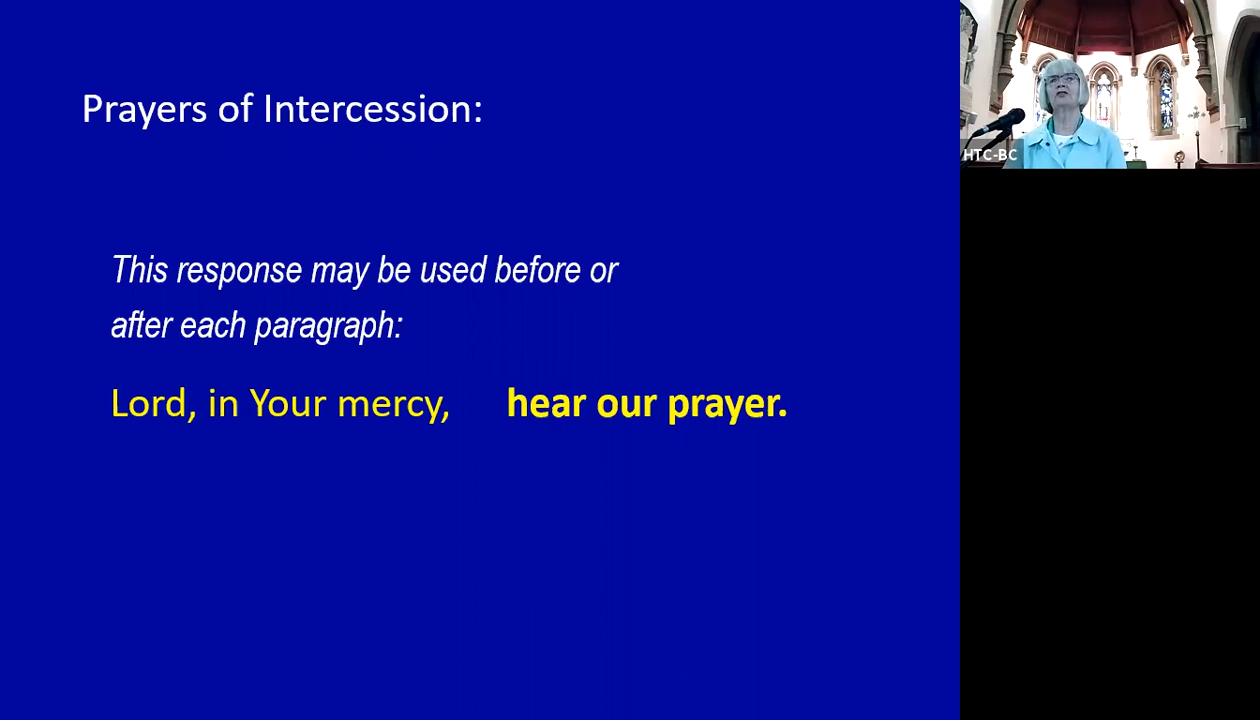 Prayers of Intercession:
This response may be used before or
after each paragraph:
Lord, in Your mercy, hear our prayer.
HTC-BC